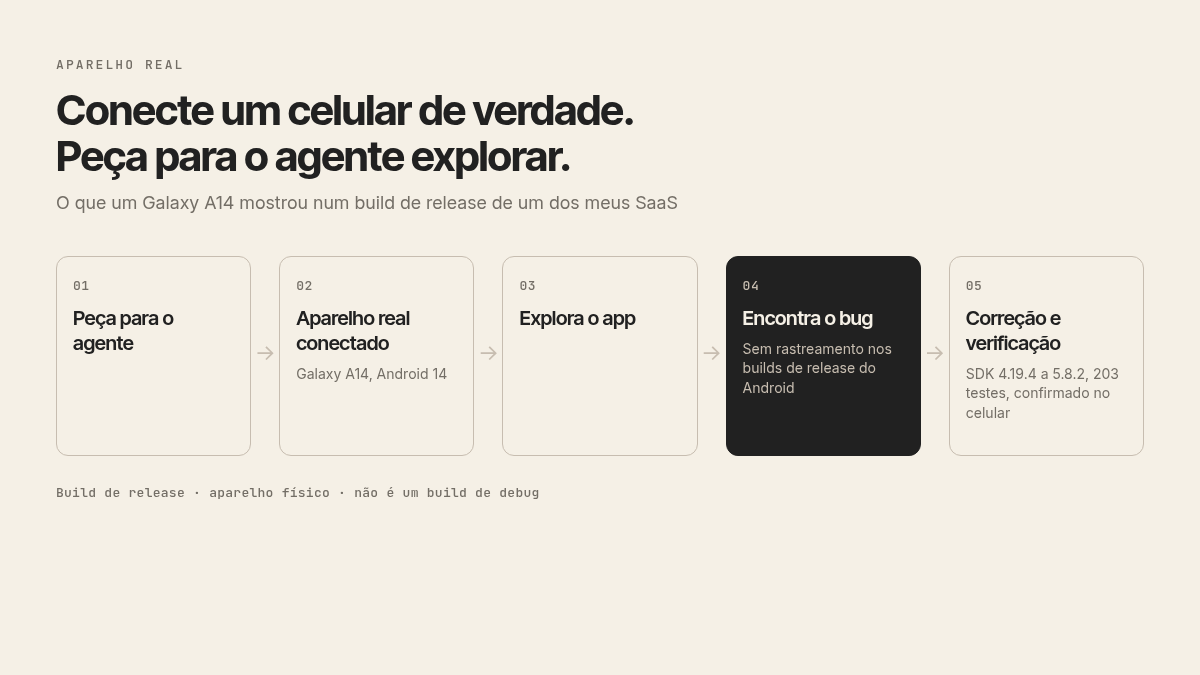 APARELHO REAL
Conecte um celular de verdade.
Peça para o agente explorar.
O que um Galaxy A14 mostrou num build de release de um dos meus SaaS
01
Peça para o
agente
→
02
Aparelho real
conectado
Galaxy A14, Android 14
→
03
Explora o app
→
04
Encontra o bug
Sem rastreamento nos
builds de release do
Android
→
05
Correção e
verificação
SDK 4.19.4 a 5.8.2, 203
testes, confirmado no
celular
Build de release · aparelho físico · não é um build de debug